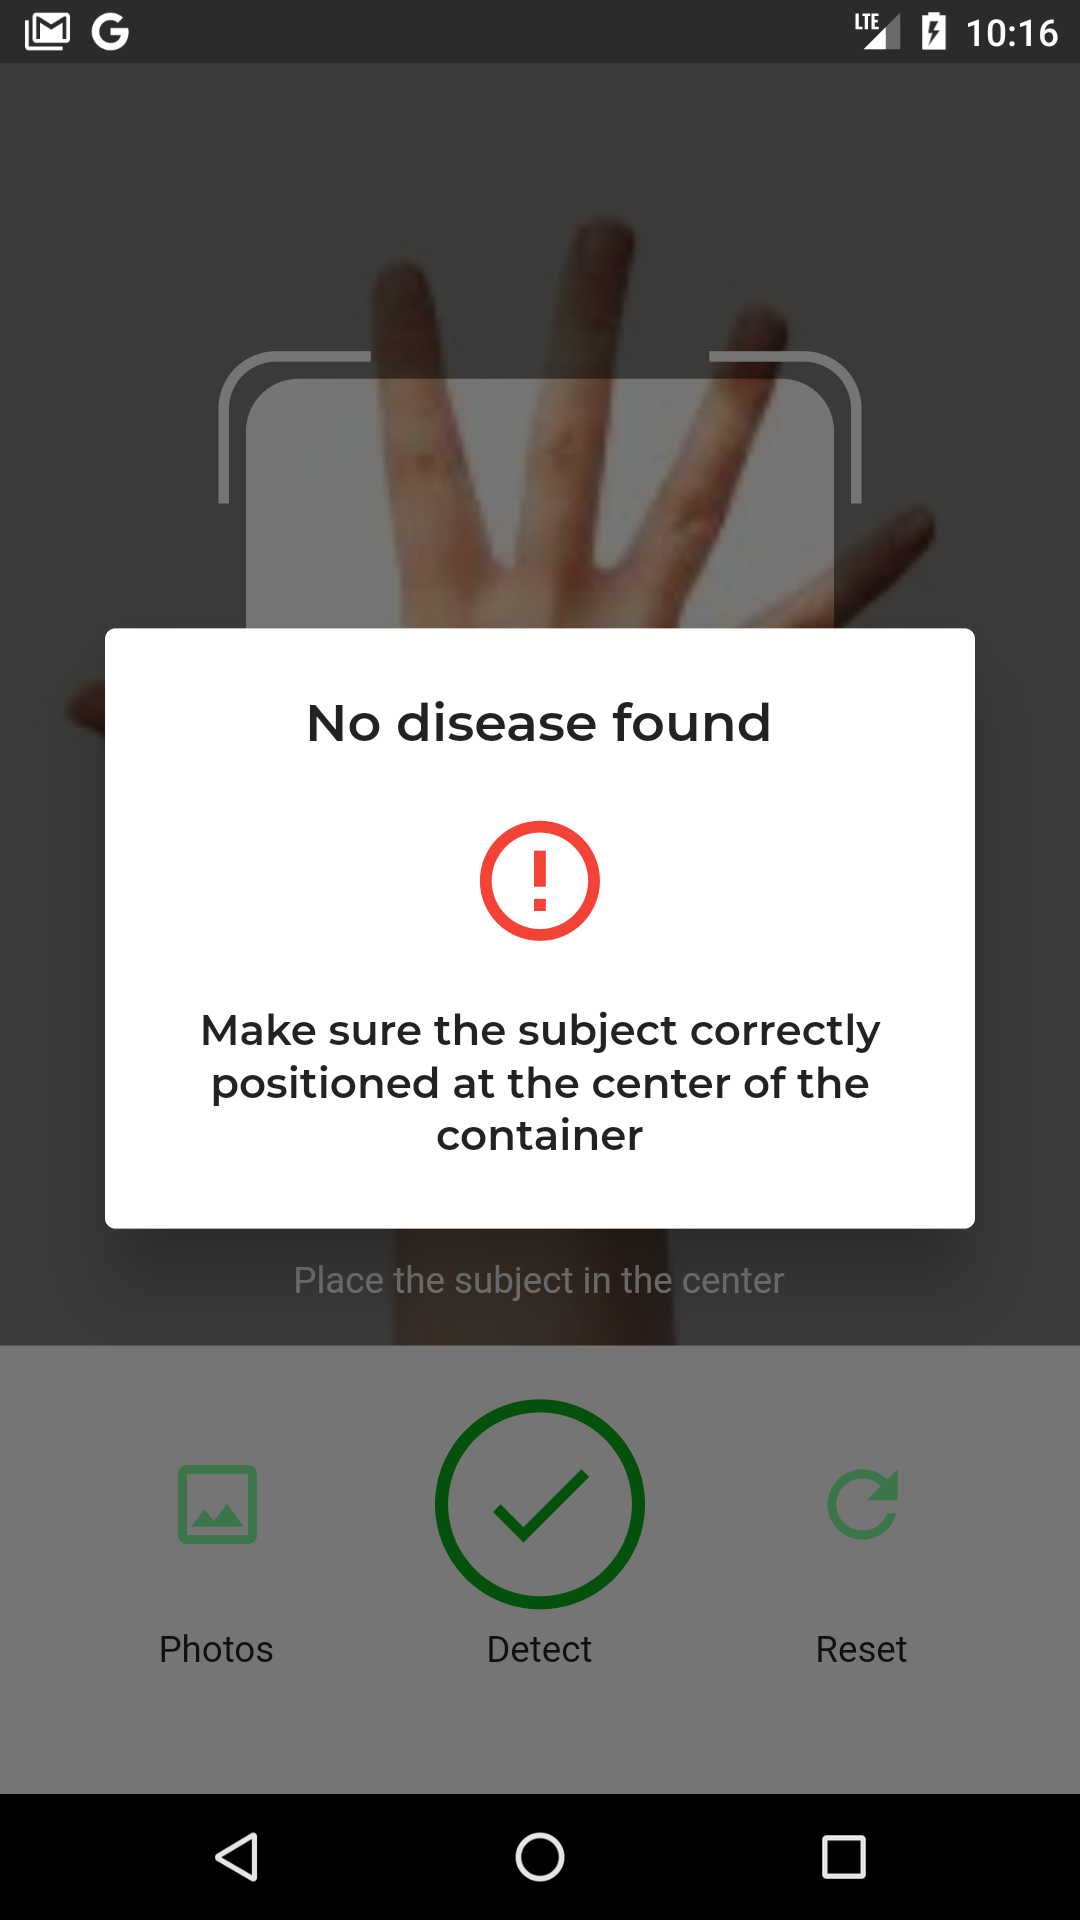 LTE 10:16
No disease found
Make sure the subject correctly
positioned at the center of the
container
Place the subject in the center
Photos Detect Reset